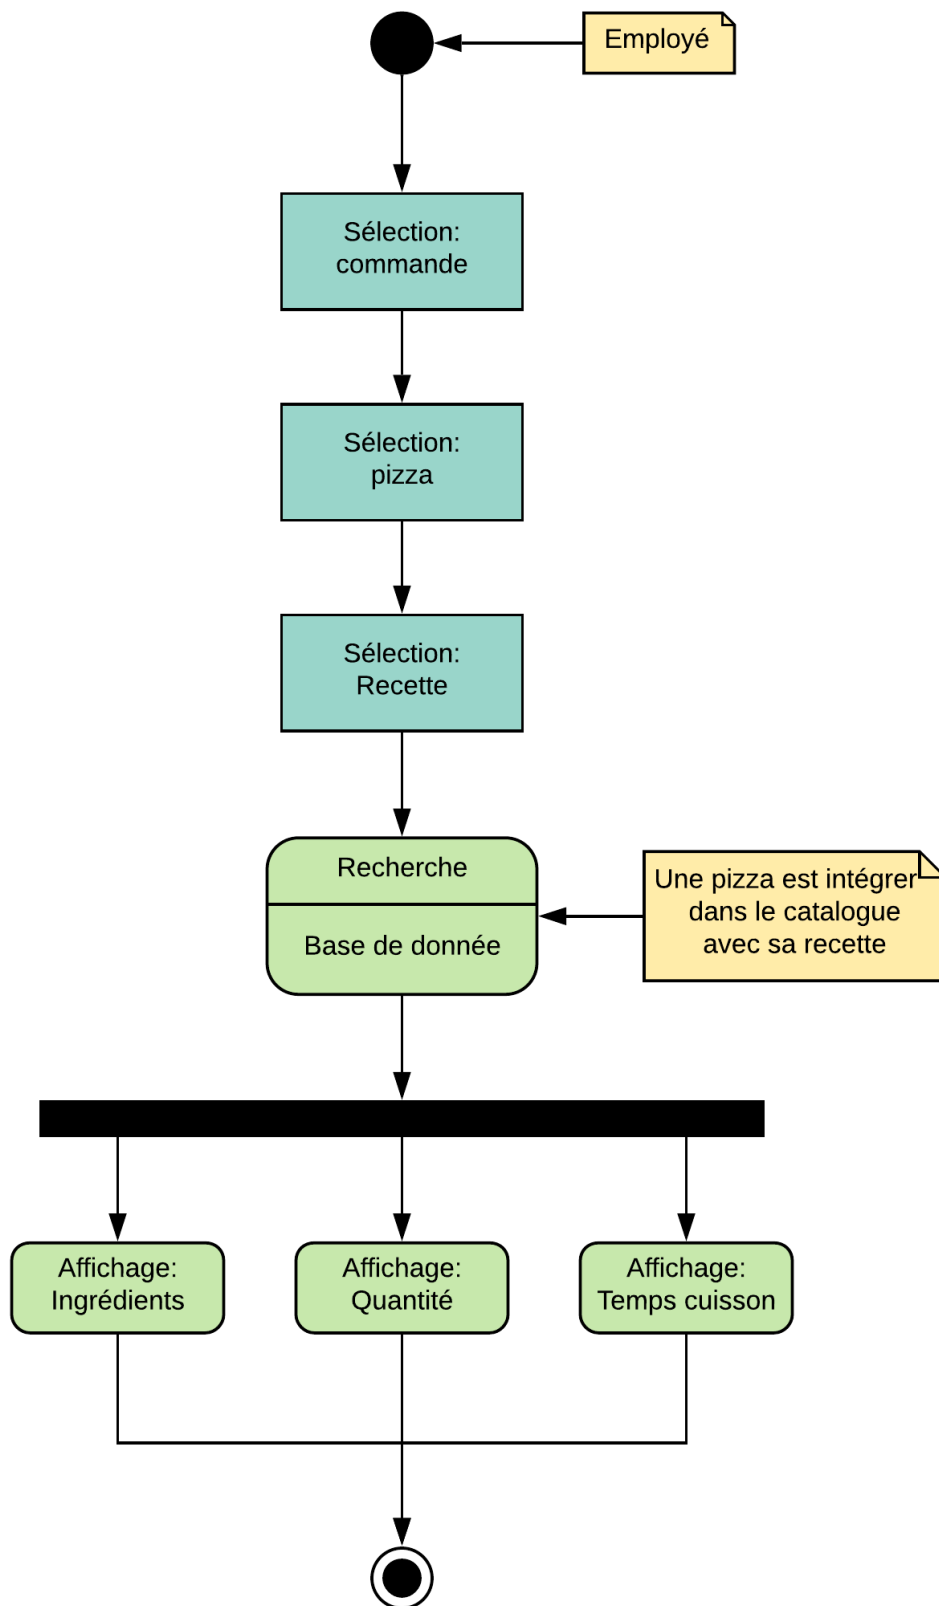 Employé
Sélection:
commande
Sélection:
pizza
Sélection:
Recette
Recherche
Base de donnée
Une pizza est intégrer
dans le catalogue
avec sa recette
Affichage:
Ingrédients
Affichage:
Quantité
Affichage:
Temps cuisson